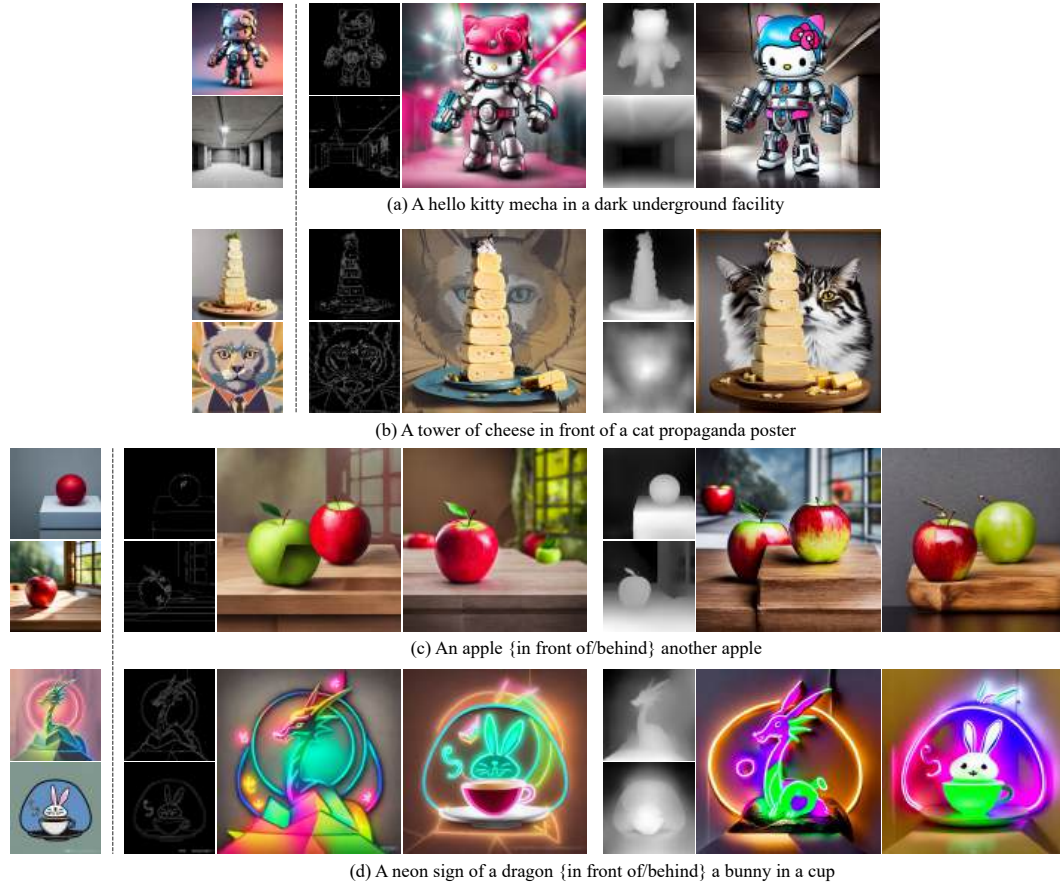 (a) A hello kitty mecha in a dark underground facility
(b) A tower of cheese in front of a cat propaganda poster
(c) An apple {in front of/behind} another apple
(d) A neon sign of a dragon {in front of/behind} a bunny in a cup